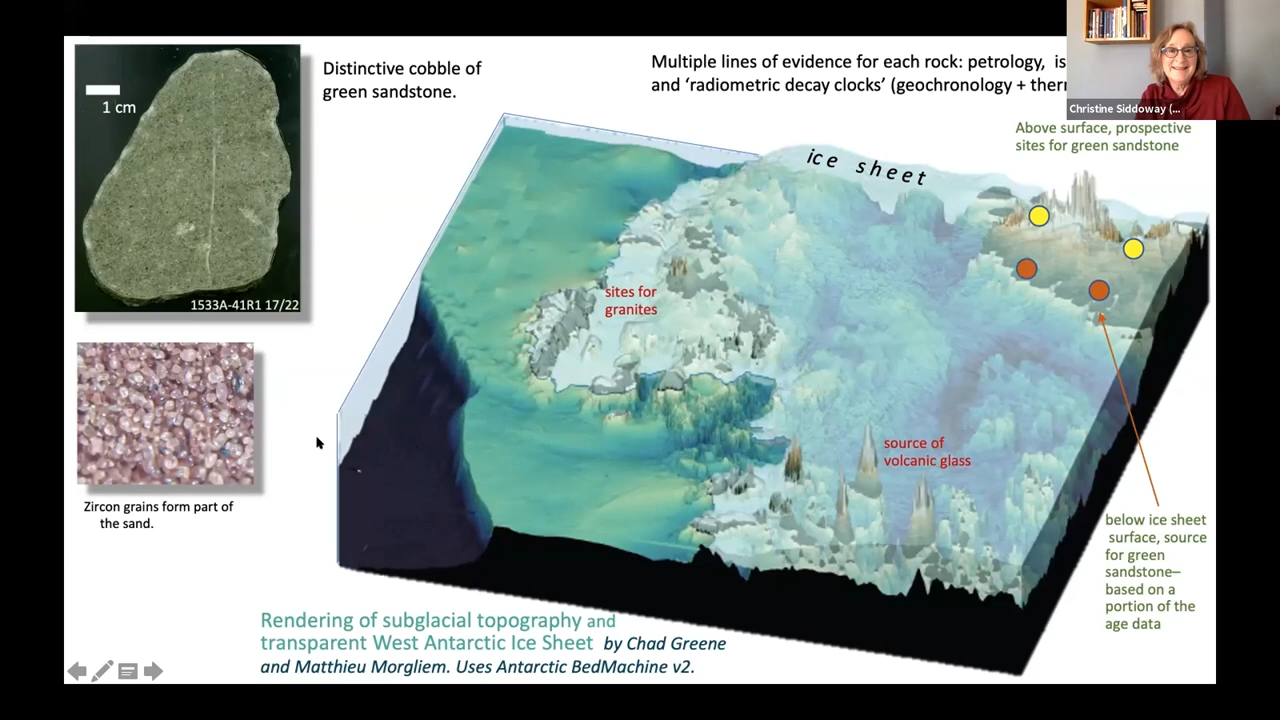 Distinctive cobble of
green sandstone.
1 cm
1533A-41R1 17/22
Zircon grains form part of
the sand.
Multiple lines of evidence for each rock: petrology, is
and ‘radiometric decay clocks’ (geochronology + ther
Christine Siddoway (...
Above surface, prospective
sites for green sandstone
ice sheet
sites for
granites
source of
volcanic glass
below ice sheet
surface, source
for green
sandstone–
based on a
portion of the
age data
Rendering of subglacial topography and
transparent West Antarctic Ice Sheet by Chad Greene
and Matthieu Morgliem. Uses Antarctic BedMachine v2.